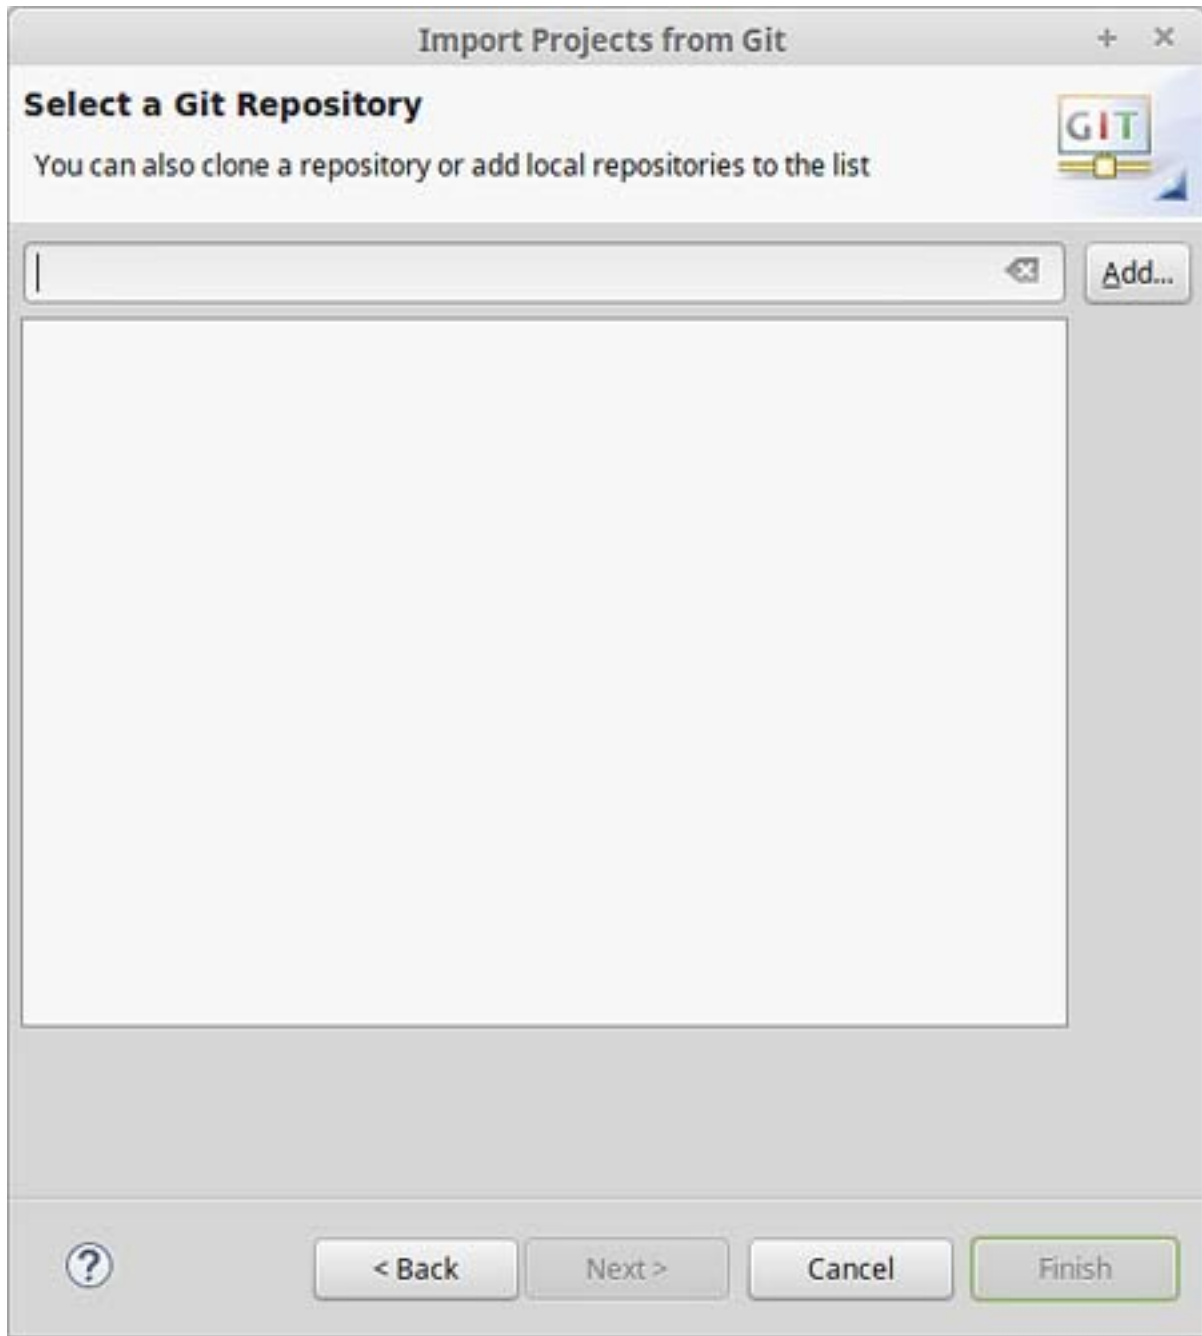 Import Projects from Git
Select a Git Repository
You can also clone a repository or add local repositories to the list
GIT
Add...
?
< Back
Next >
Cancel
Finish